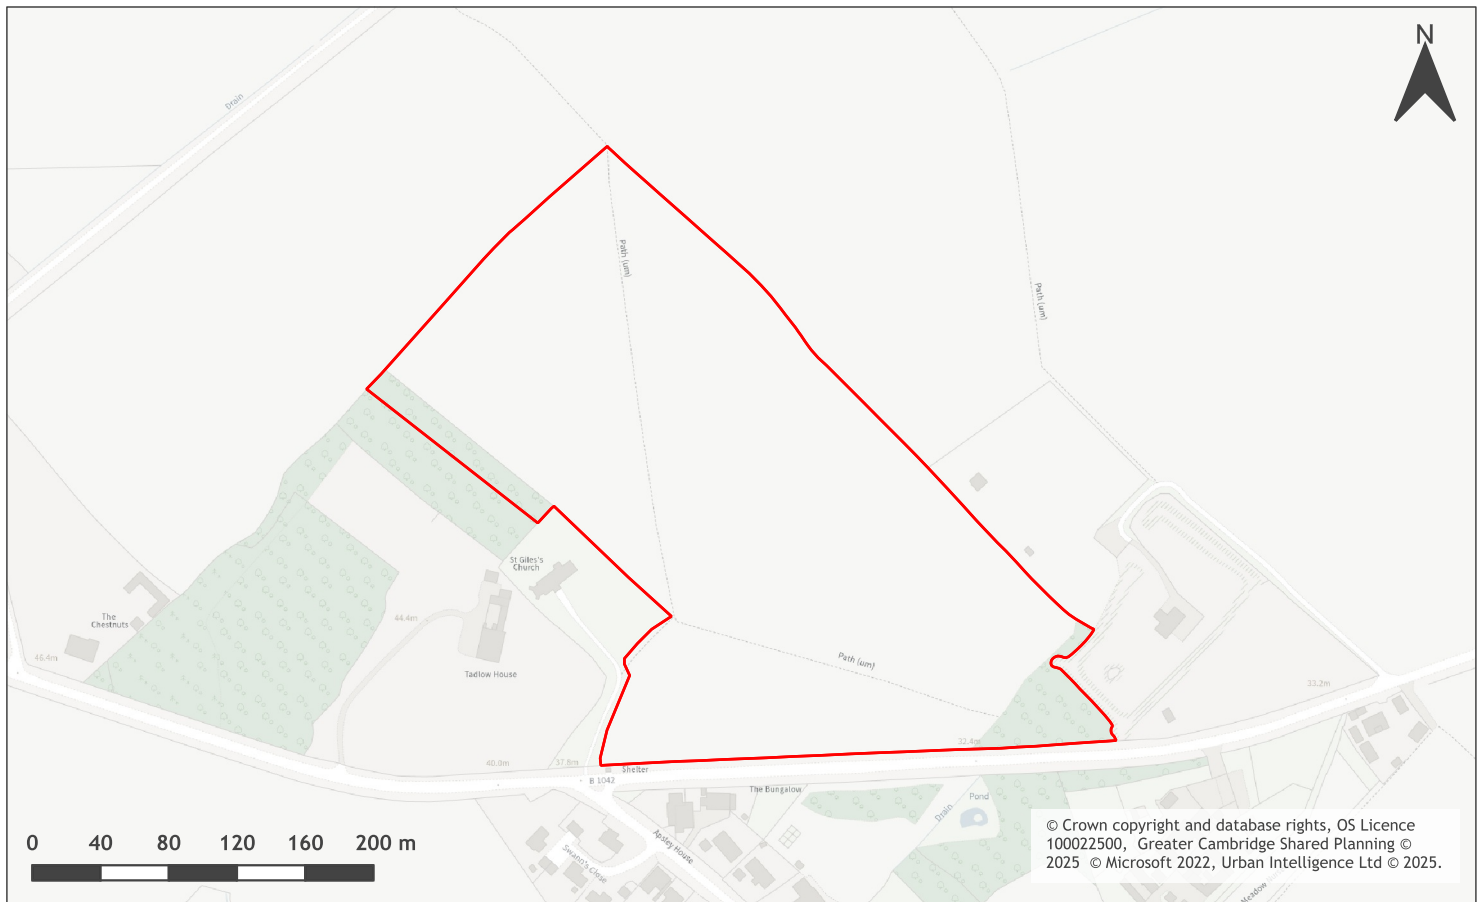 N
Drain
Path (um)
Path (um)
St Giles's
Church
The
Chestnuts
44.4m
46.4m
Tadlow House
Path (um)
33.2m
32.4m
40.0m
37.8m
Shelter
B 1042
The Bungalow
Pond
Drain
Apsley House
Swann's Close
Meadow
0 40 80 120 160 200 m
© Crown copyright and database rights, OS Licence
100022500, Greater Cambridge Shared Planning ©
2025 © Microsoft 2022, Urban Intelligence Ltd © 2025.